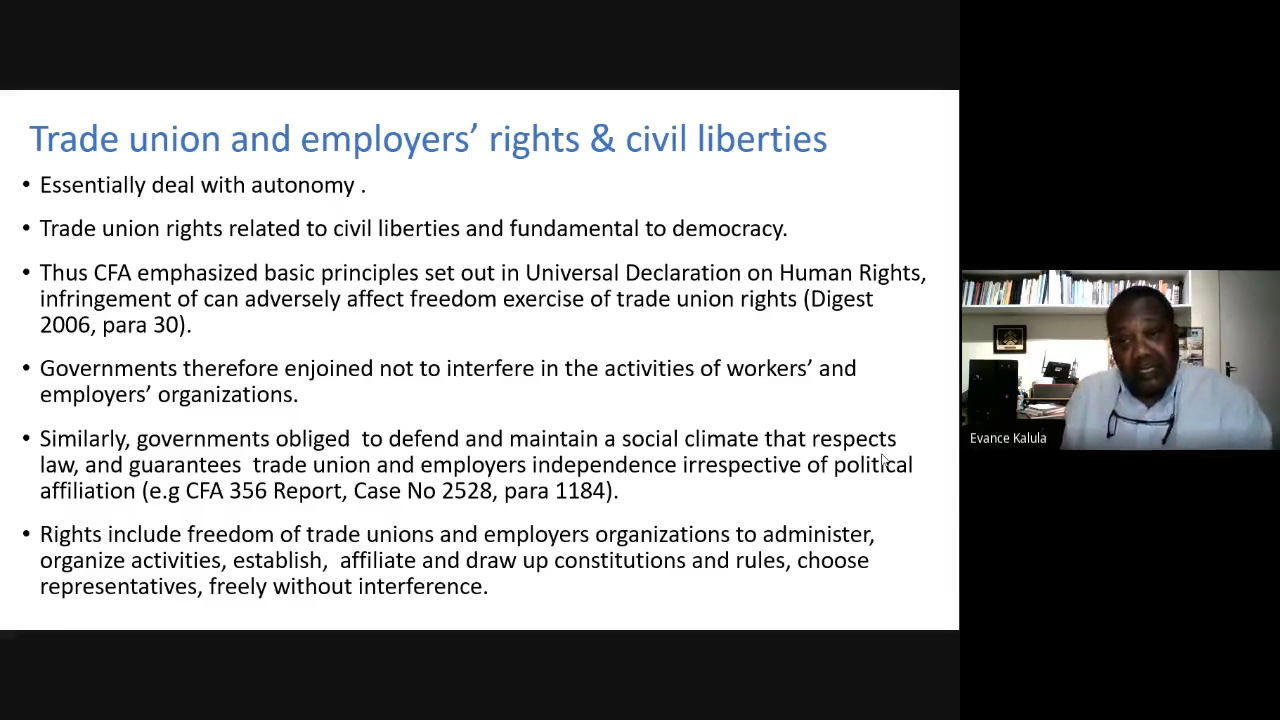 Trade union and employers’ rights & civil liberties
• Essentially deal with autonomy .
• Trade union rights related to civil liberties and fundamental to democracy.
• Thus CFA emphasized basic principles set out in Universal Declaration on Human Rights,
infringement of can adversely affect freedom exercise of trade union rights (Digest
2006, para 30).
• Governments therefore enjoined not to interfere in the activities of workers’ and
employers’ organizations.
• Similarly, governments obliged  to defend and maintain a social climate that respects
law, and guarantees  trade union and employers independence irrespective of political
affiliation (e.g CFA 356 Report, Case No 2528, para 1184).
• Rights include freedom of trade unions and employers organizations to administer,
organize activities, establish,  affiliate and draw up constitutions and rules, choose
representatives, freely without interference.
Evance Kalula